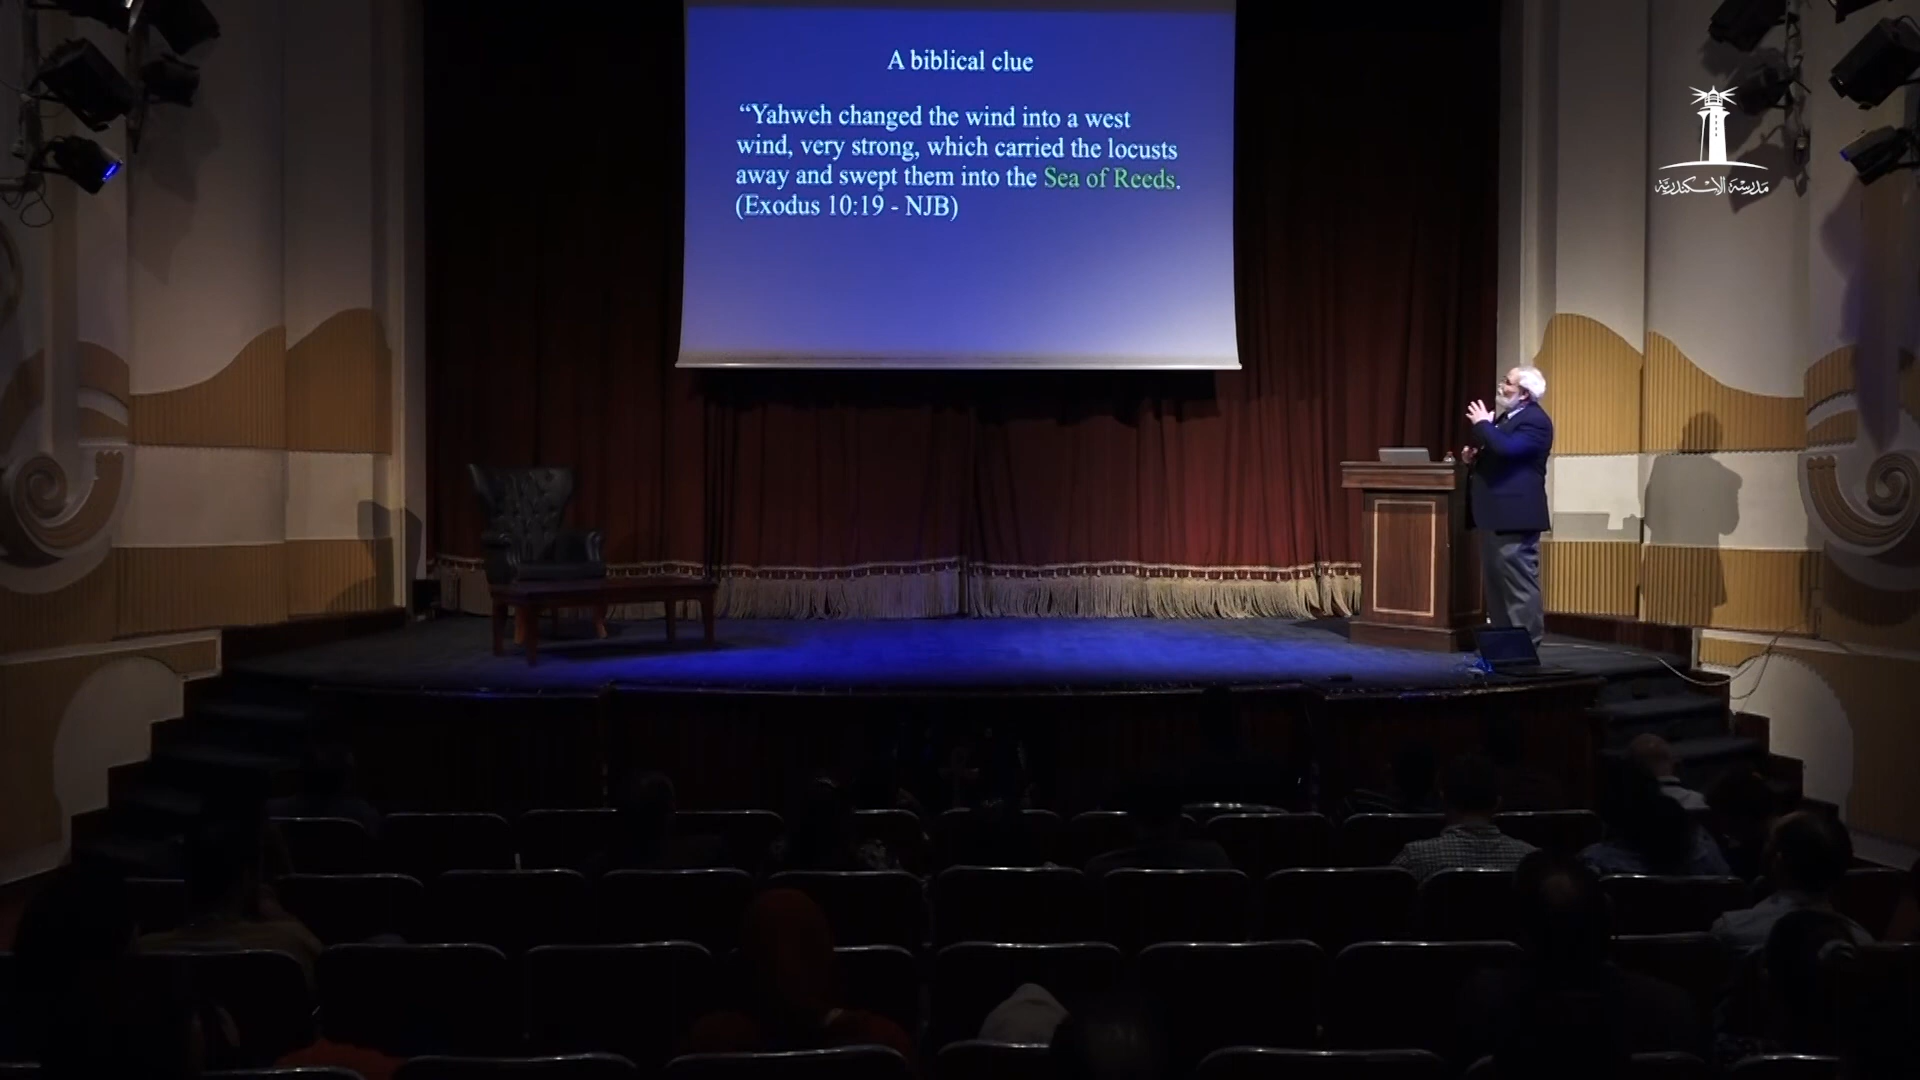 A biblical clue
“Yahweh changed the wind into a west
wind, very strong, which carried the locusts
away and swept them into the Sea of Reeds.
(Exodus 10:19 - NJB)
مدرسة الإسكندرية